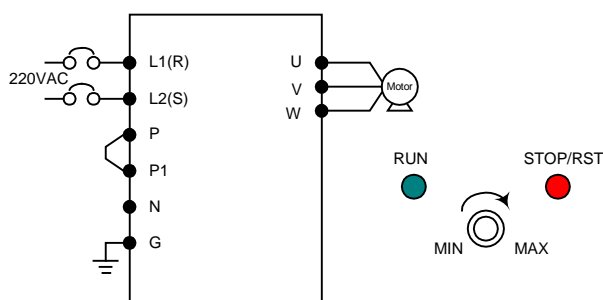 L1(R)
220VAC
L2(S)
P
P1
N
G
U
V
W
Motor
RUN
STOP/RST
MIN
MAX